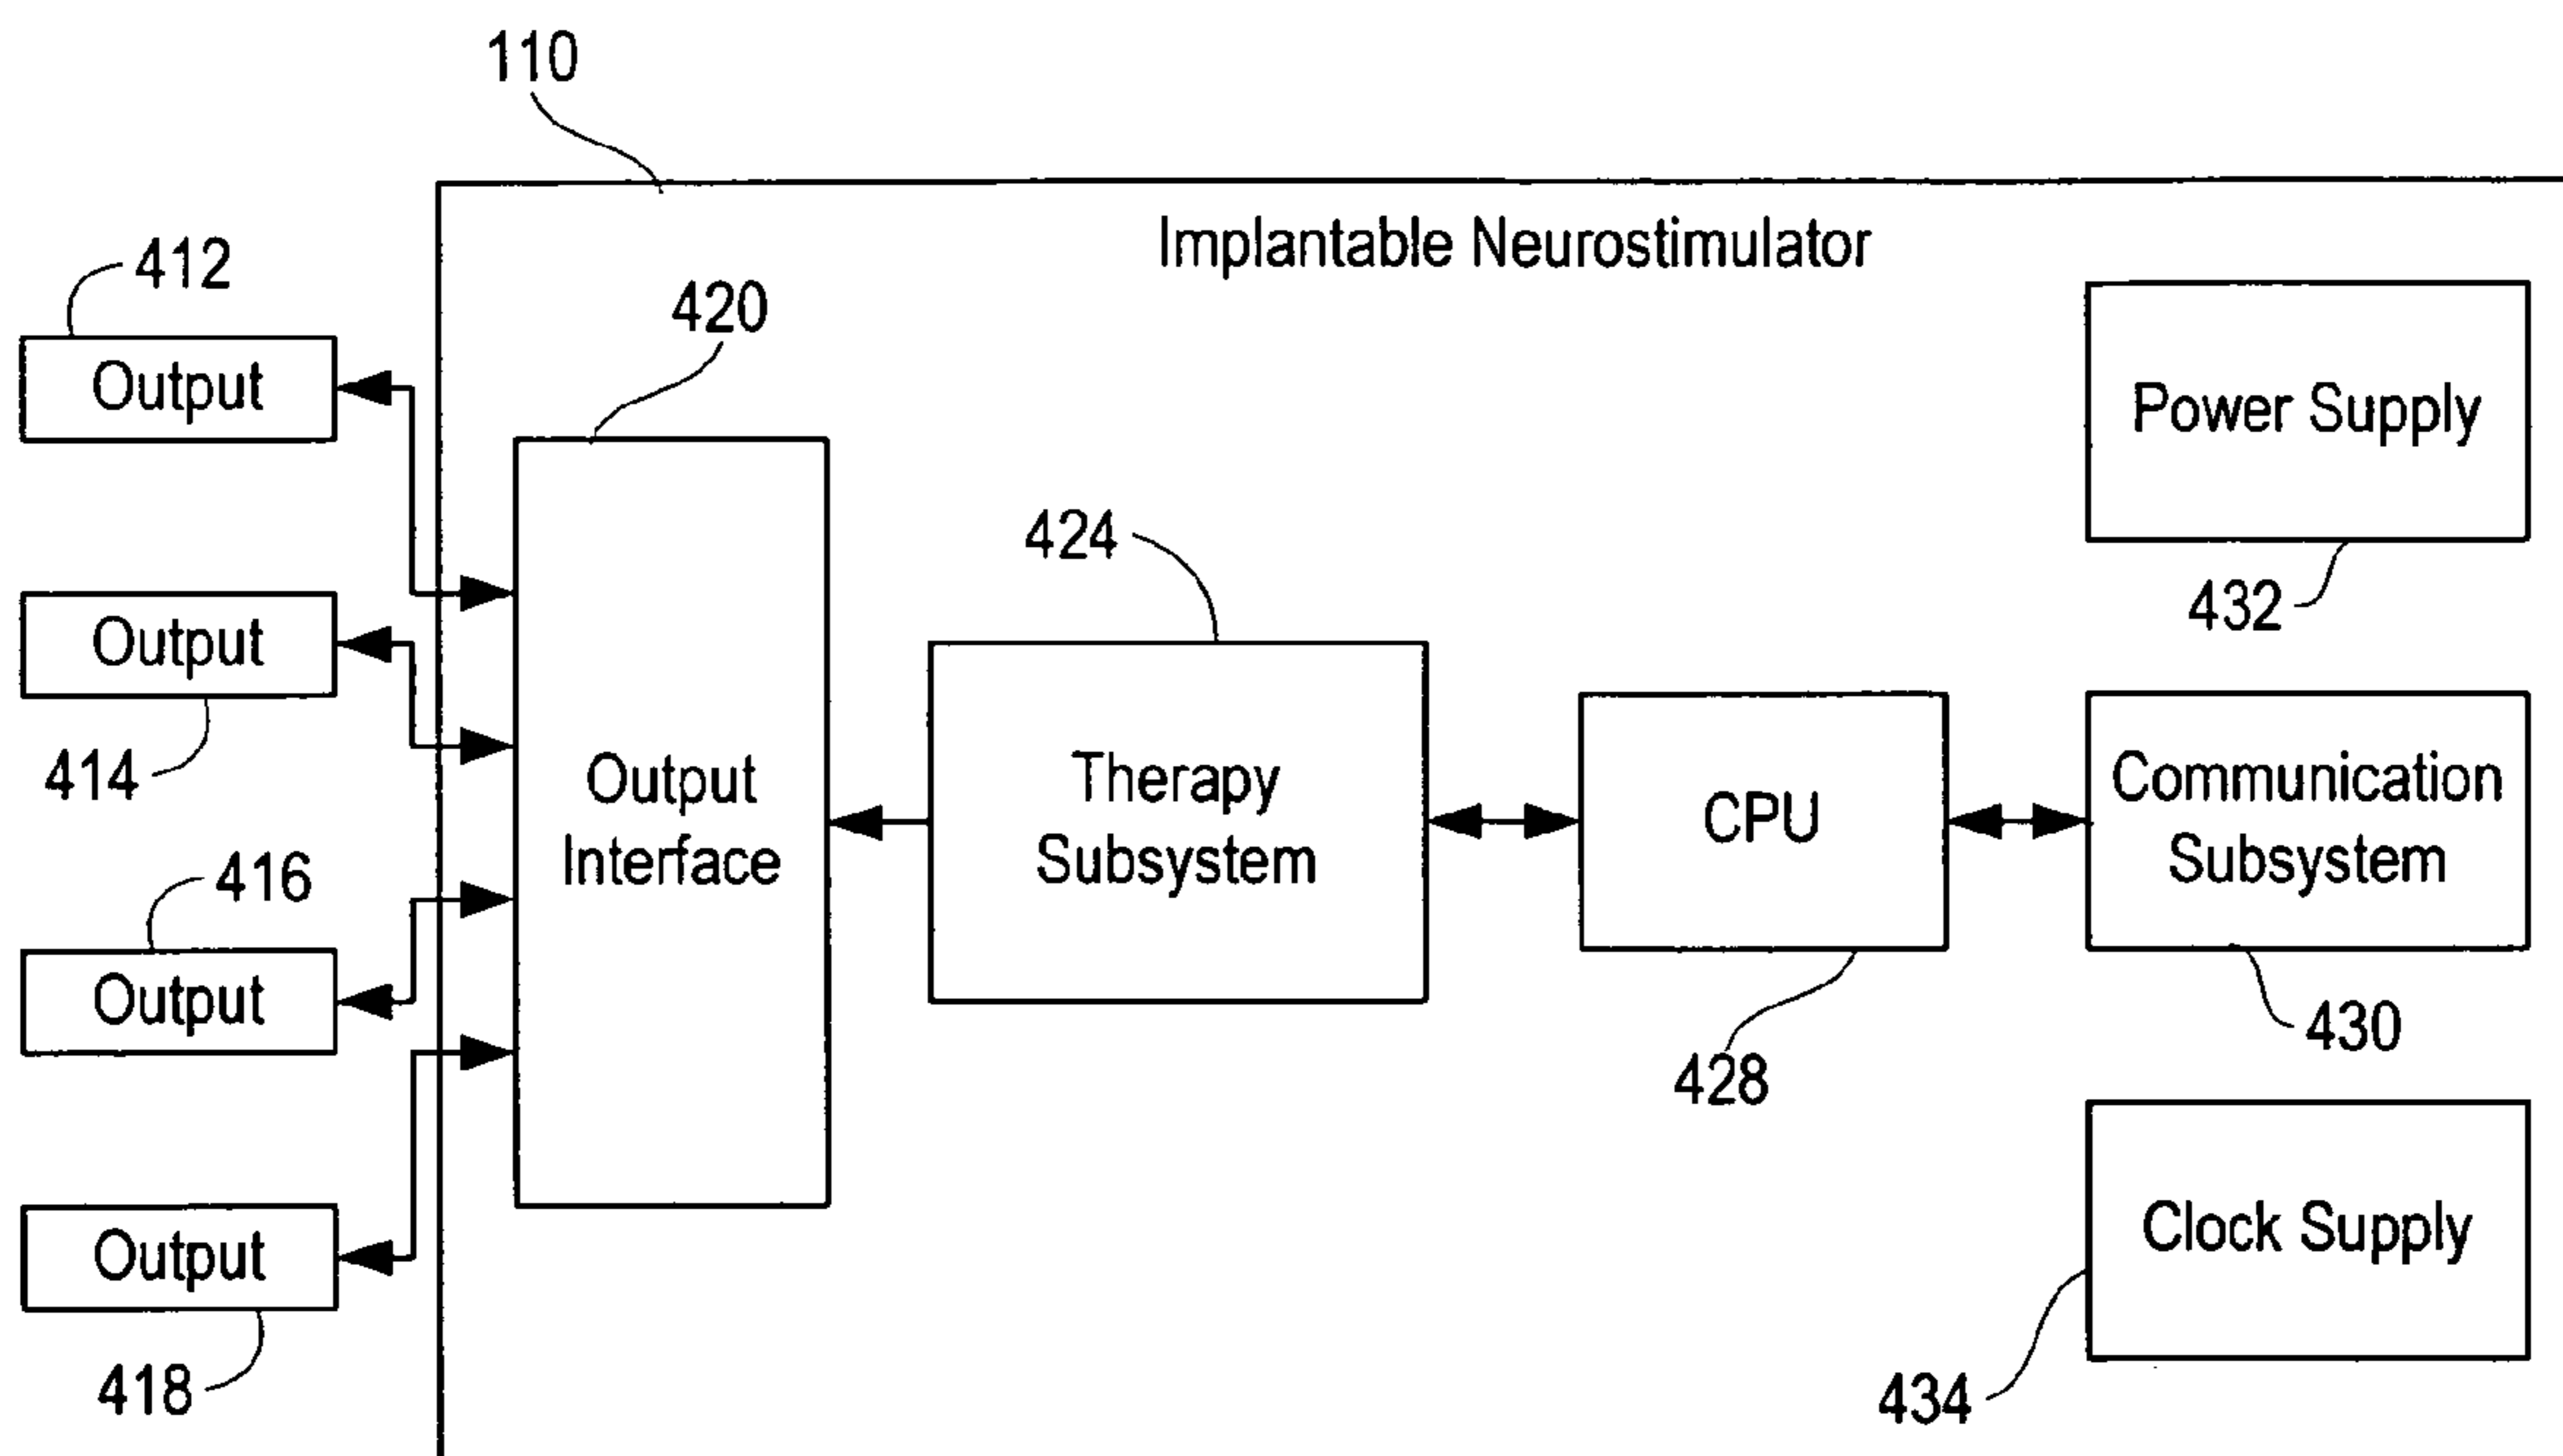 110
Implantable Neurostimulator
412
420
Output
Power Supply
424
432
Output
414
Output
Interface
Therapy
Subsystem
CPU
Communication
Subsystem
416
Output
430
428
Output
Clock Supply
418
434